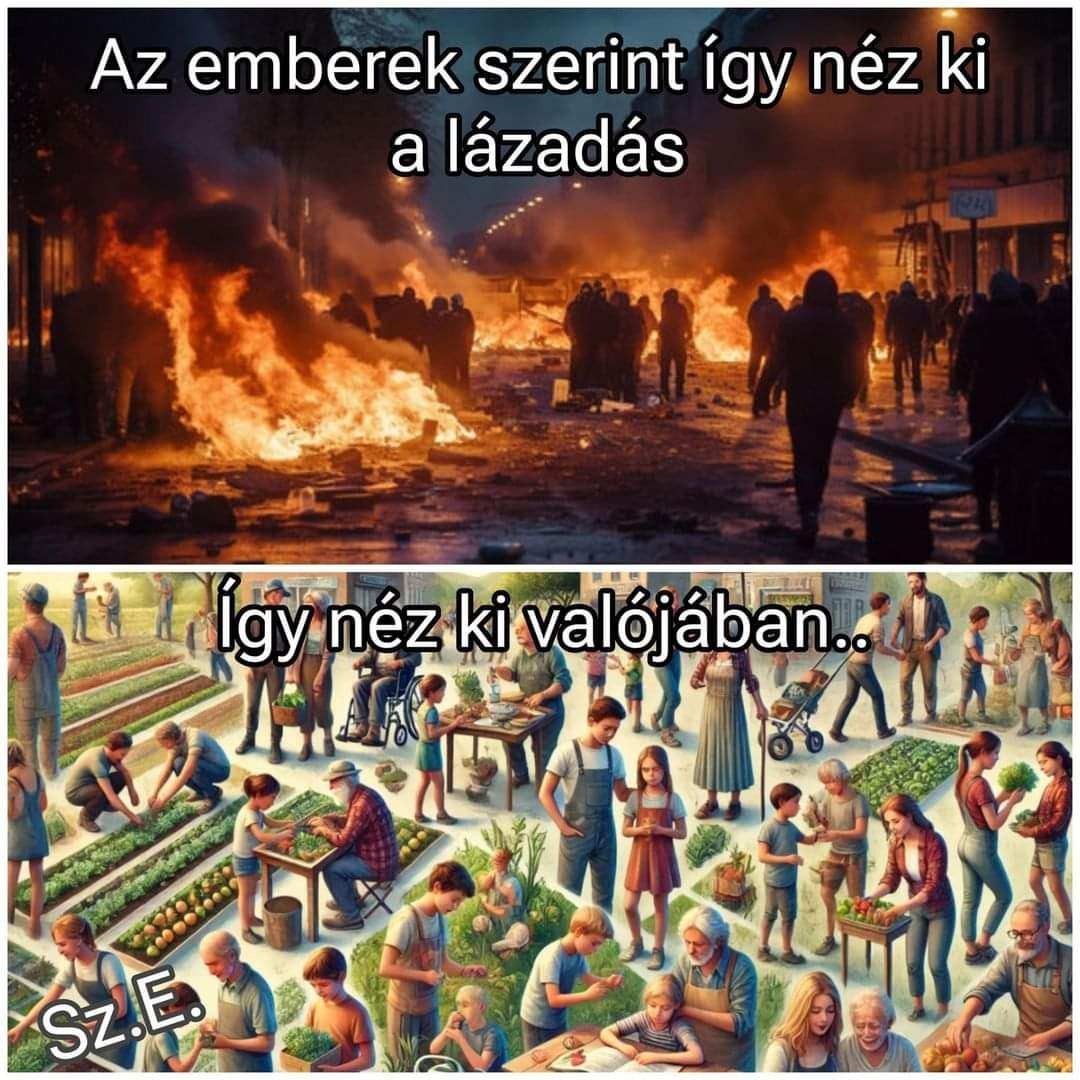 Az emberek szerint így néz ki
a lázadás
Így néz ki valójában..
Sz.E.